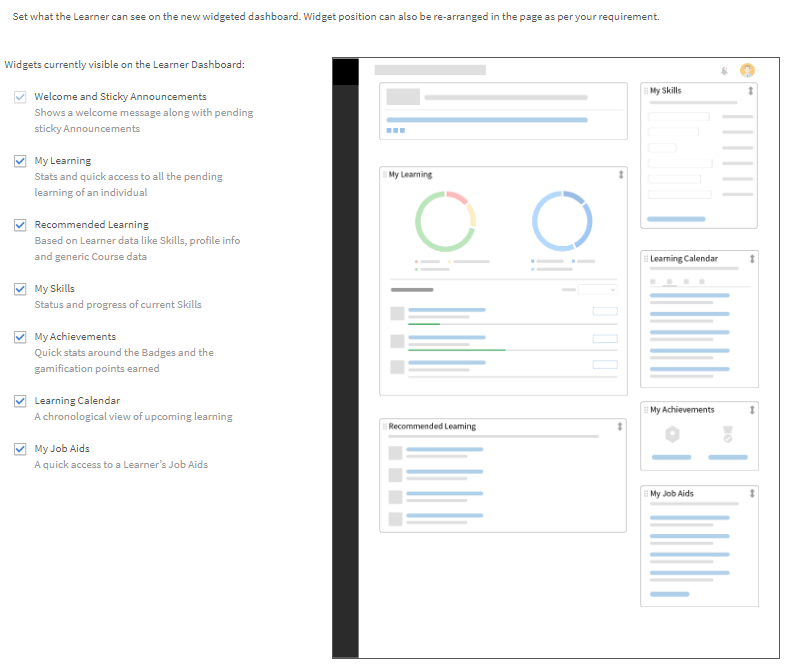 Set what the Learner can see on the new widgeted dashboard. Widget position can also be re-arranged in the page as per your requirement.
Widgets currently visible on the Learner Dashboard:
Welcome and Sticky Announcements
Shows a welcome message along with pending
sticky Announcements
My Learning
Stats and quick access to all the pending
learning of an individual
Recommended Learning
Based on Learner data like Skills, profile info
and generic Course data
My Skills
Status and progress of current Skills
My Achievements
Quick stats around the Badges and the
gamification points earned
Learning Calendar
A chronological view of upcoming learning
My Job Aids
A quick access to a Learner's Job Aids
My Learning
Recommended Learning
My Skills
Learning Calendar
My Achievements
My Job Aids